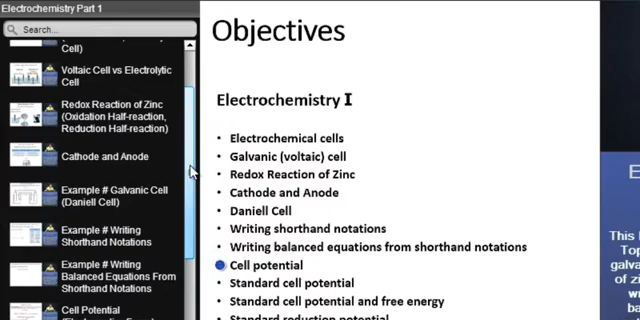 Electrochemistry Part 1
Search...
Cell)
Voltaic Cell vs Electrolytic
Cell
Redox Reaction of Zinc
(Oxidation Half-reaction,
Reduction Half-reaction)
Cathode and Anode
Example # Galvanic Cell
(Daniell Cell)
Example # Writing
Shorthand Notations
Example # Writing
Balanced Equations From
Shorthand Notations
Cell Potential
Objectives
Electrochemistry I
• Electrochemical cells
• Galvanic (voltaic) cell
• Redox Reaction of Zinc
• Cathode and Anode
• Daniell Cell
• Writing shorthand notations
• Writing balanced equations from shorthand notations
Cell potential
• Standard cell potential
• Standard cell potential and free energy
• Standard reduction potential
E
This
Top
galva
of zi
w
ba